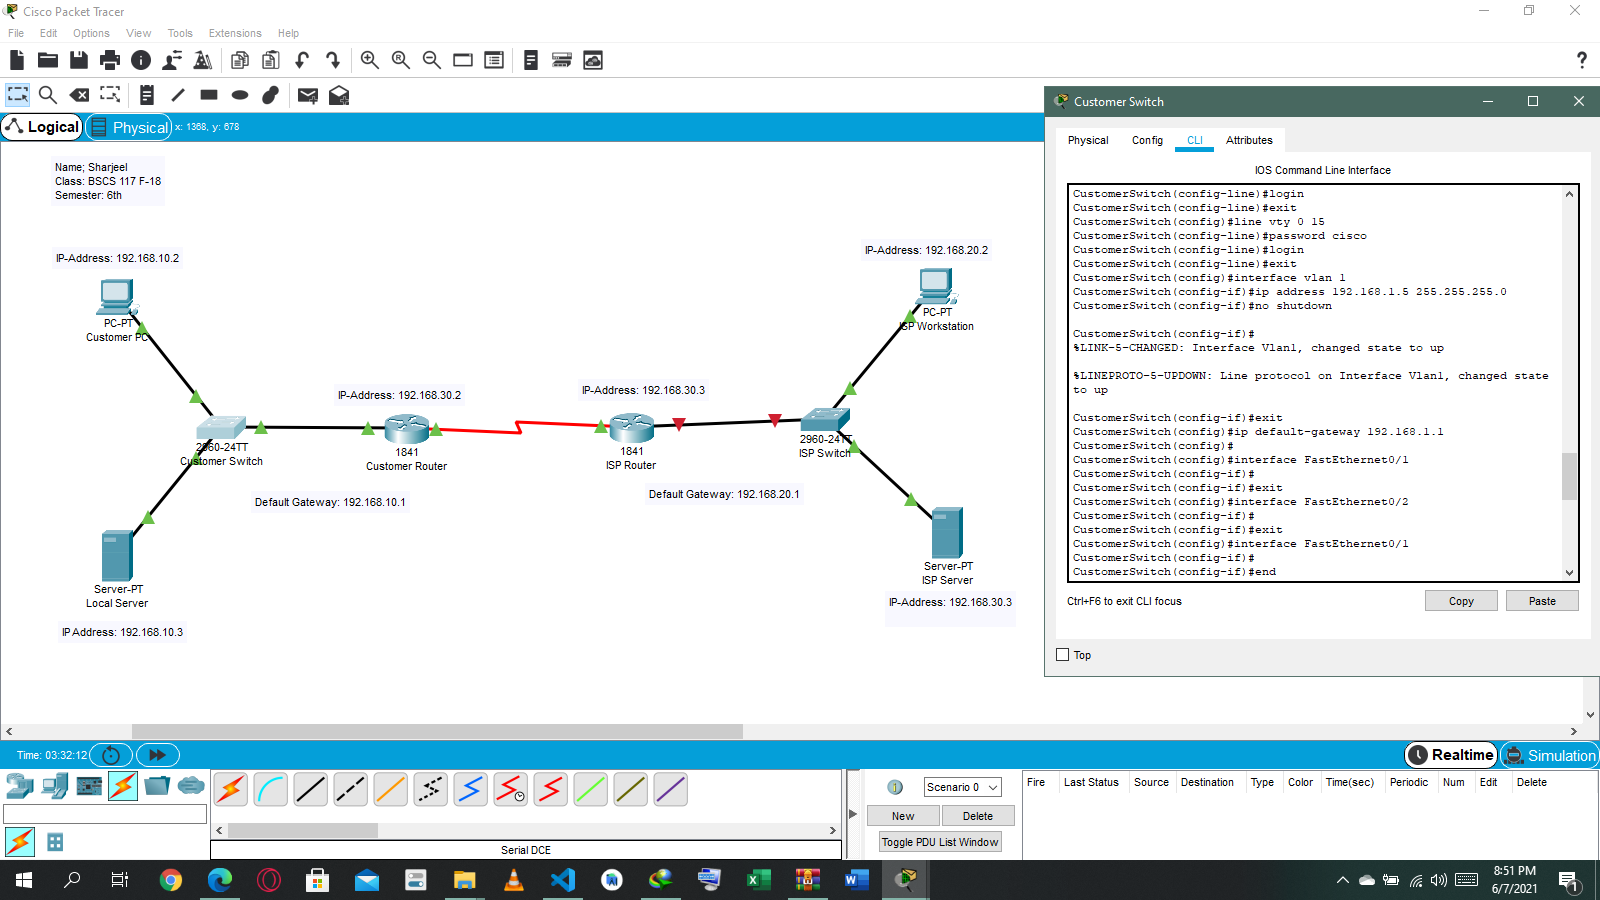 Cisco Packet Tracer
File Edit Options View Tools Extensions Help
?
Logical Physical x: 1368, y: 678
Name; Sharjeel
Class: BSCS 117 F-18
Semester: 6th
IP-Address: 192.168.10.2
PC-PT
Customer PC
2960-24TT
Customer Switch
Server-PT
Local Server
IP Address: 192.168.10.3
IP-Address: 192.168.30.2
1841
Customer Router
Default Gateway: 192.168.10.1
IP-Address: 192.168.30.3
1841
ISP Router
Default Gateway: 192.168.20.1
IP-Address: 192.168.20.2
PC-PT
ISP Workstation
2960-24TT
ISP Switch
Server-PT
ISP Server
IP-Address: 192.168.30.3
Customer Switch
Physical Config CLI Attributes
IOS Command Line Interface
CustomerSwitch(config-line)#login
CustomerSwitch(config-line)#exit
CustomerSwitch(config)#line vty 0 15
CustomerSwitch(config-line)#password cisco
CustomerSwitch(config-line)#login
CustomerSwitch(config-line)#exit
CustomerSwitch(config)#interface vlan 1
CustomerSwitch(config-if)#ip address 192.168.1.5 255.255.255.0
CustomerSwitch(config-if)#no shutdown
CustomerSwitch(config-if)#
%LINK-5-CHANGED: Interface Vlan1, changed state to up
%LINEPROTO-5-UPDOWN: Line protocol on Interface Vlan1, changed state
to up
CustomerSwitch(config-if)#exit
CustomerSwitch(config)#ip default-gateway 192.168.1.1
CustomerSwitch(config)#
CustomerSwitch(config)#interface FastEthernet0/1
CustomerSwitch(config-if)#
CustomerSwitch(config-if)#exit
CustomerSwitch(config)#interface FastEthernet0/2
CustomerSwitch(config-if)#
CustomerSwitch(config-if)#exit
CustomerSwitch(config)#interface FastEthernet0/1
CustomerSwitch(config-if)#
CustomerSwitch(config-if)#end
Ctrl+F6 to exit CLI focus
Copy Paste
Top
Time: 03:32:12
Realtime Simulation
Serial DCE
Scenario 0
New Delete
Toggle PDU List Window
Fire Last Status Source Destination Type Color Time(sec) Periodic Num Edit Delete
8:51 PM
6/7/2021
1